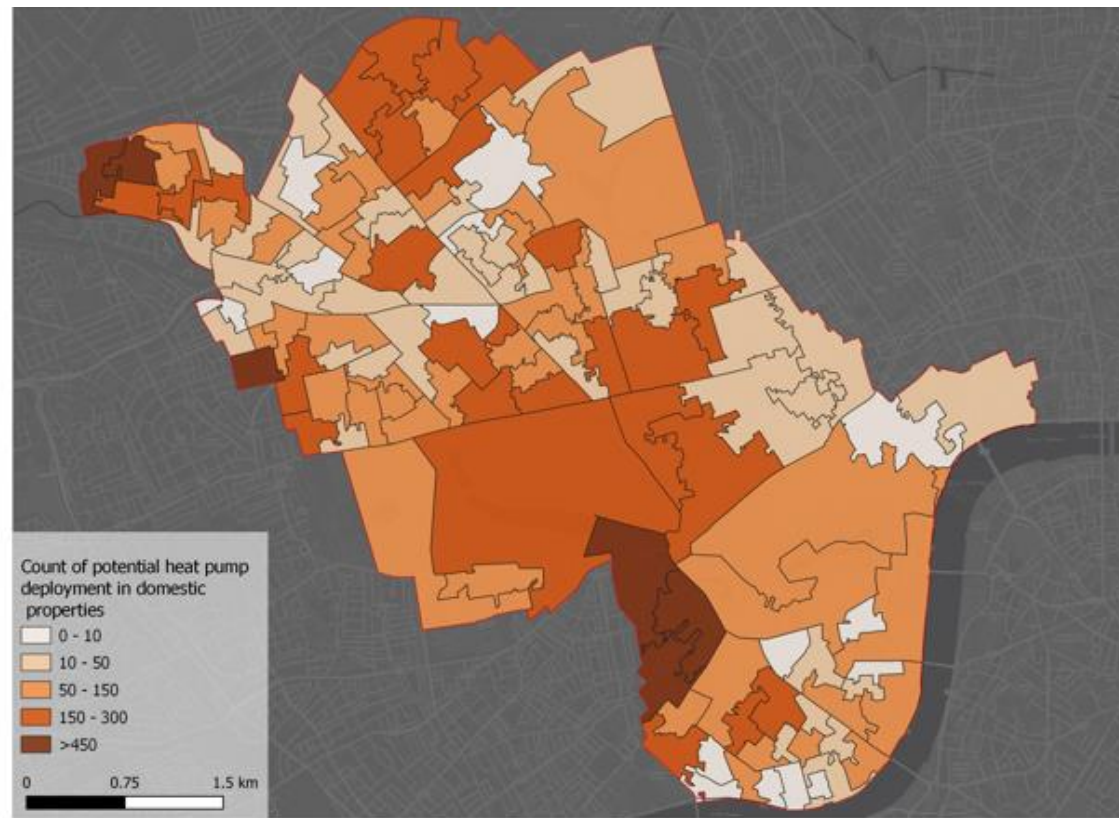 Count of potential heat pump
deployment in domestic
properties
0 - 10
10 - 50
50 - 150
150 - 300
>450
0 0.75 1.5 km